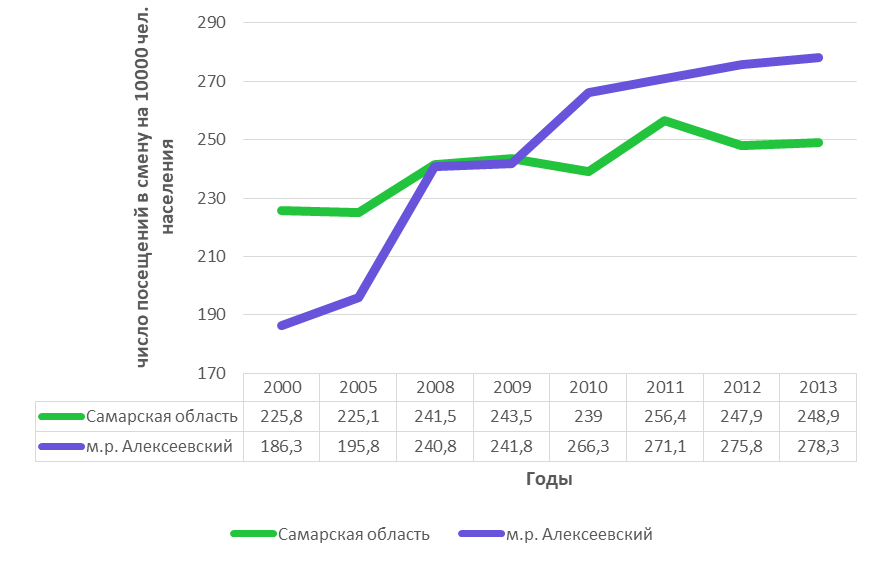 число посещений в смену на 10000 чел.
населения
290
270
250
230
210
190
170
2000 2005 2008 2009 2010 2011 2012 2013
Самарская область 225,8 225,1 241,5 243,5 239 256,4 247,9 248,9
м.р. Алексеевский 186,3 195,8 240,8 241,8 266,3 271,1 275,8 278,3
Годы
Самарская область м.р. Алексеевский